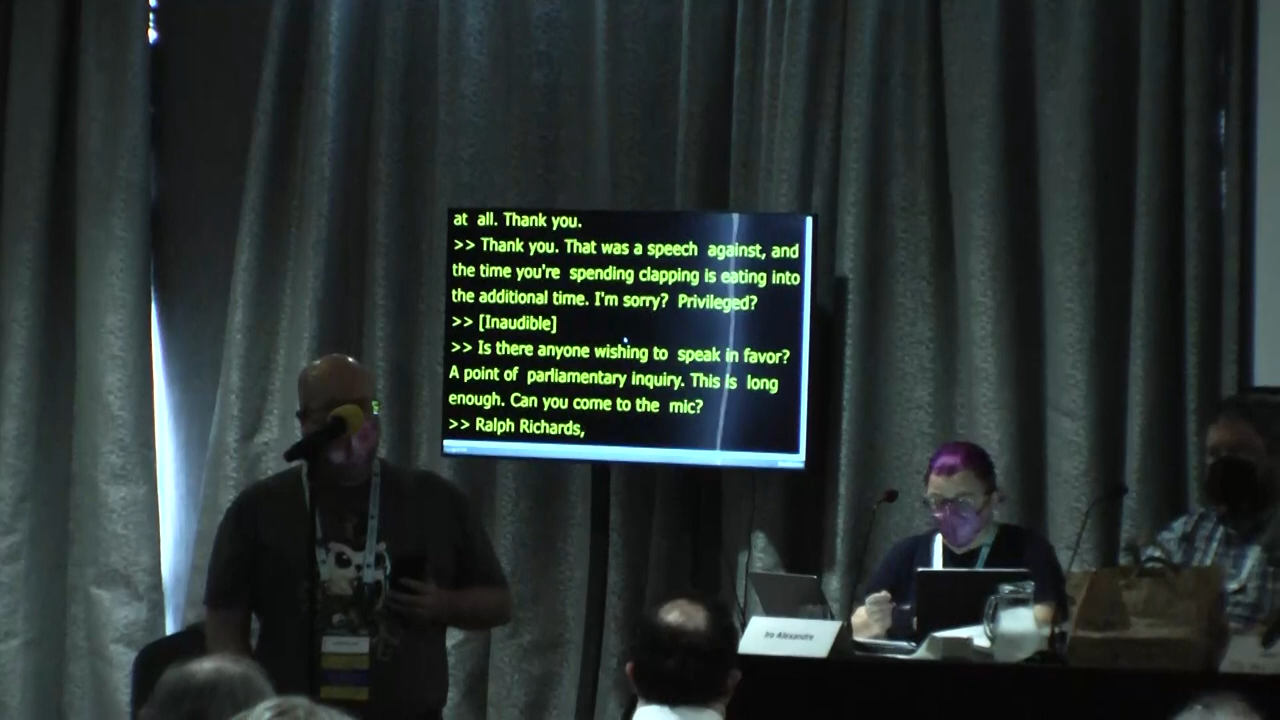 at all. Thank you.
>> Thank you. That was a speech against, and
the time you're spending clapping is eating into
the additional time. I'm sorry? Privileged?
>> [Inaudible]
>> Is there anyone wishing to speak in favor?
A point of parliamentary inquiry. This is long
enough. Can you come to the mic?
>> Ralph Richards,
Ira Alexandre